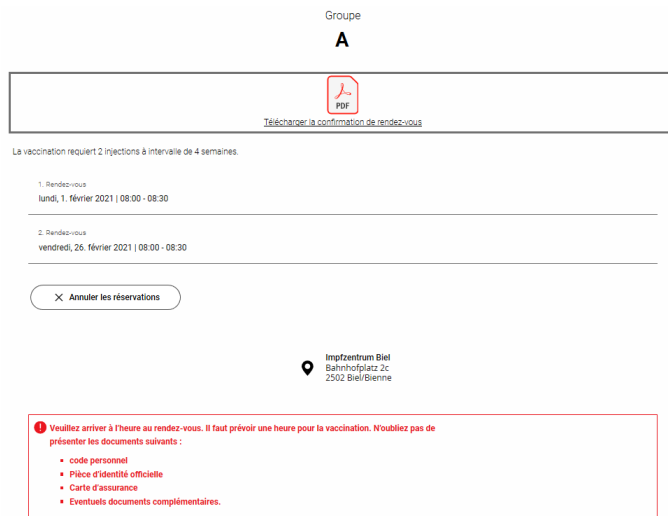 Groupe
A
PDF
Télécharger la confirmation de rendez-vous
La vaccination requiert 2 injections à intervalle de 4 semaines.
1. Rendez-vous
lundi, 1. février 2021 | 08:00 - 08:30
2. Rendez-vous
vendredi, 26. février 2021 | 08:00 - 08:30
Annuler les réservations
Impfzentrum Biel
Bahnhofplatz 2c
2502 Biel/Bienne
Veuillez arriver à l'heure au rendez-vous. Il faut prévoir une heure pour la vaccination. N'oubliez pas de
présenter les documents suivants :
code personnel
Pièce d'identité officielle
Carte d'assurance
Eventuels documents complémentaires.